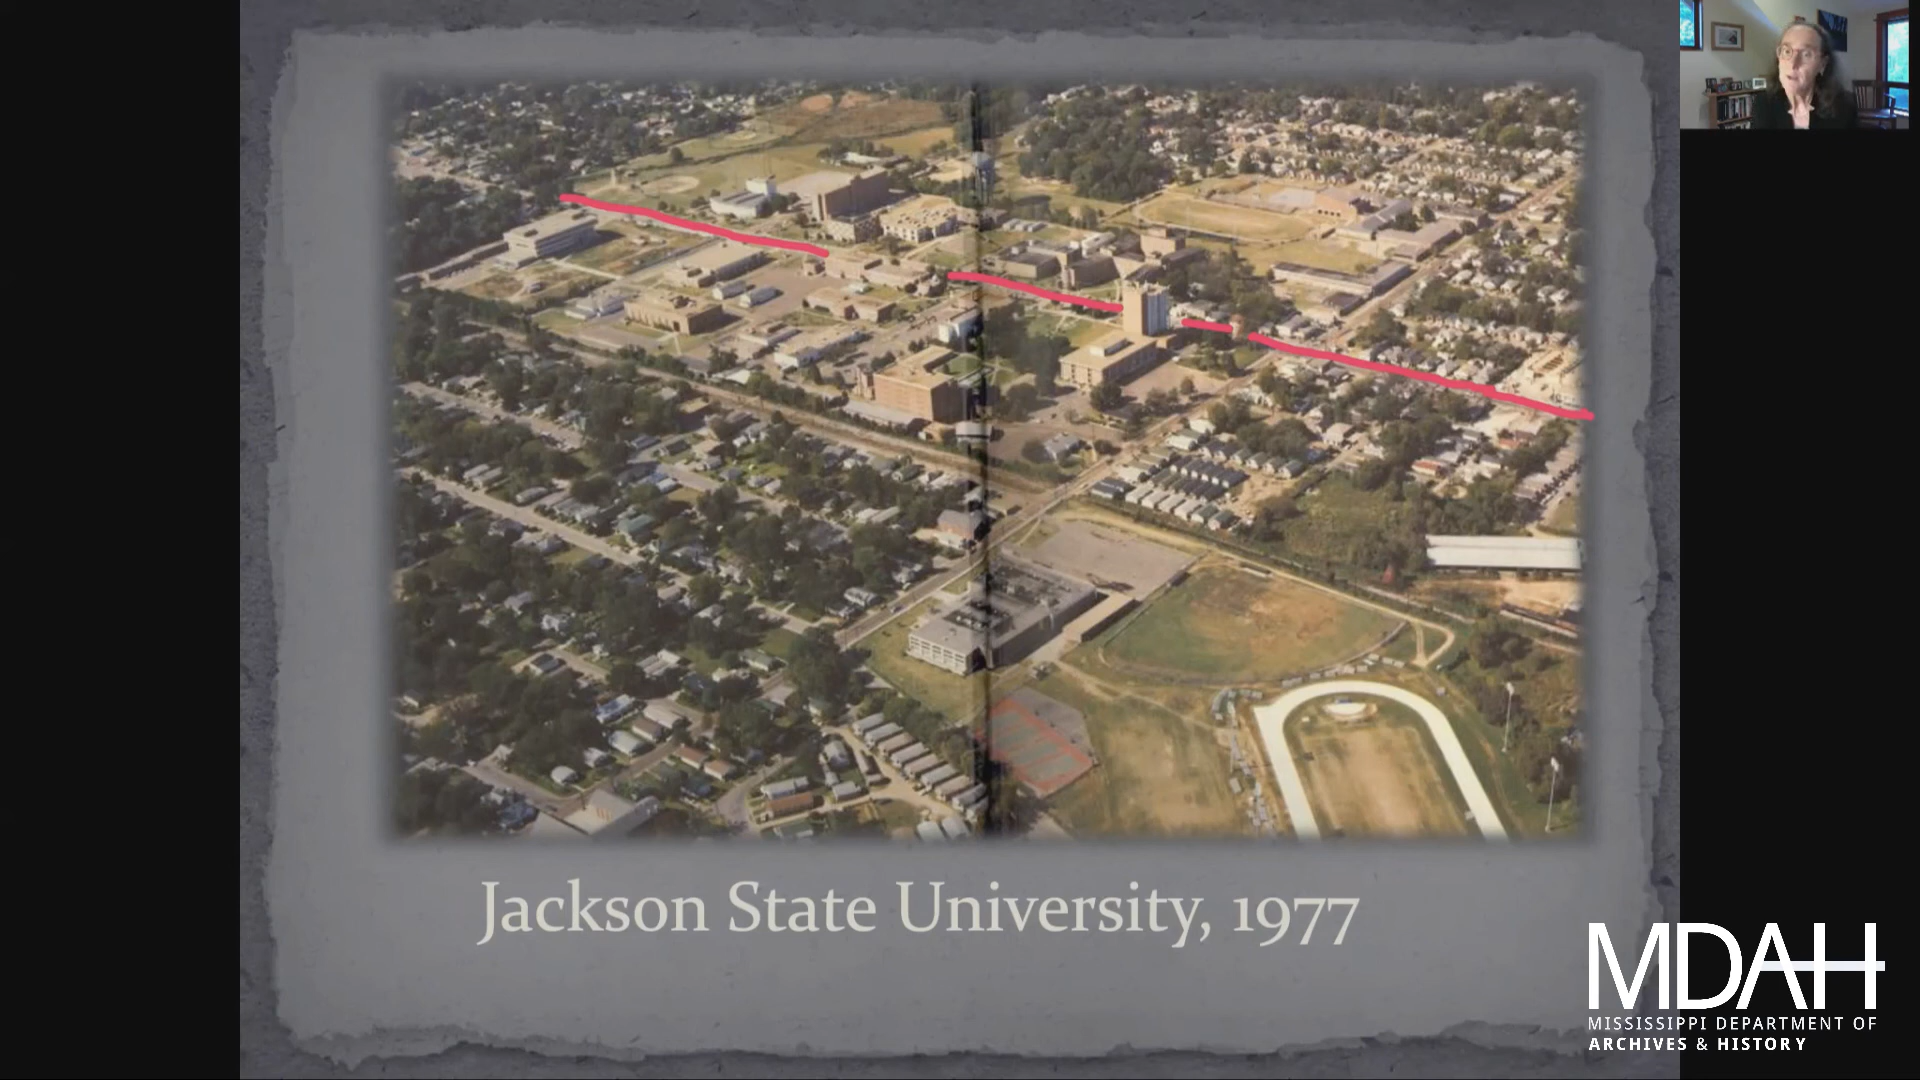 Jackson State University, 1977
MDAH
MISSISSIPPI DEPARTMENT OF
ARCHIVES & HISTORY